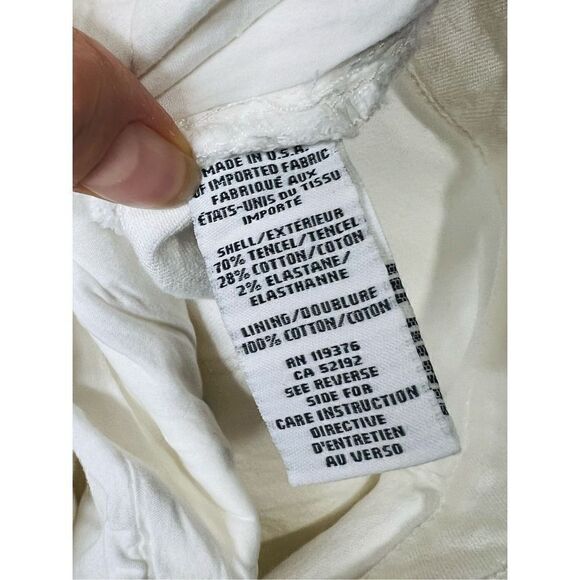 MADE IN U.S.A.
OF IMPORTED FABRIC
FABRIQUÉ AUX
ÉTATS-UNIS DU TISSU
IMPORTÉ
SHELL/EXTÉRIEUR
70% TENCEL/TENCEL
28% COTTON/COTON
2% ELASTANE/
ELASTHANNE
LINING/DOUBLURE
100% COTTON/COTON
RN 119376
CA 52192
SEE REVERSE
SIDE FOR
CARE INSTRUCTION
DIRECTIVE
D'ENTRETIEN
AU VERSO